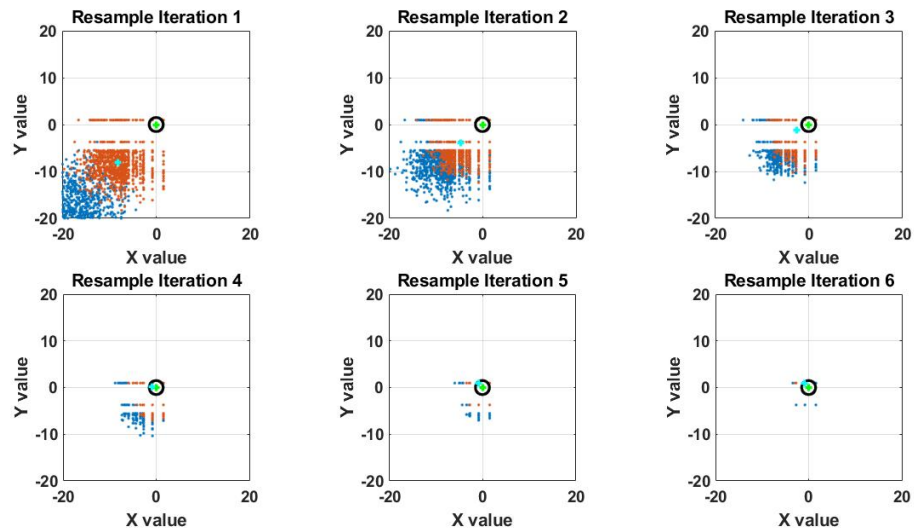 Resample Iteration 1
20
10
0
-10
-20
-20
0
20
Y value
X value
Resample Iteration 2
20
10
0
-10
-20
-20
0
20
Y value
X value
Resample Iteration 3
20
10
0
-10
-20
-20
0
20
Y value
X value
Resample Iteration 4
20
10
0
-10
-20
-20
0
20
Y value
X value
Resample Iteration 5
20
10
0
-10
-20
-20
0
20
Y value
X value
Resample Iteration 6
20
10
0
-10
-20
-20
0
20
Y value
X value